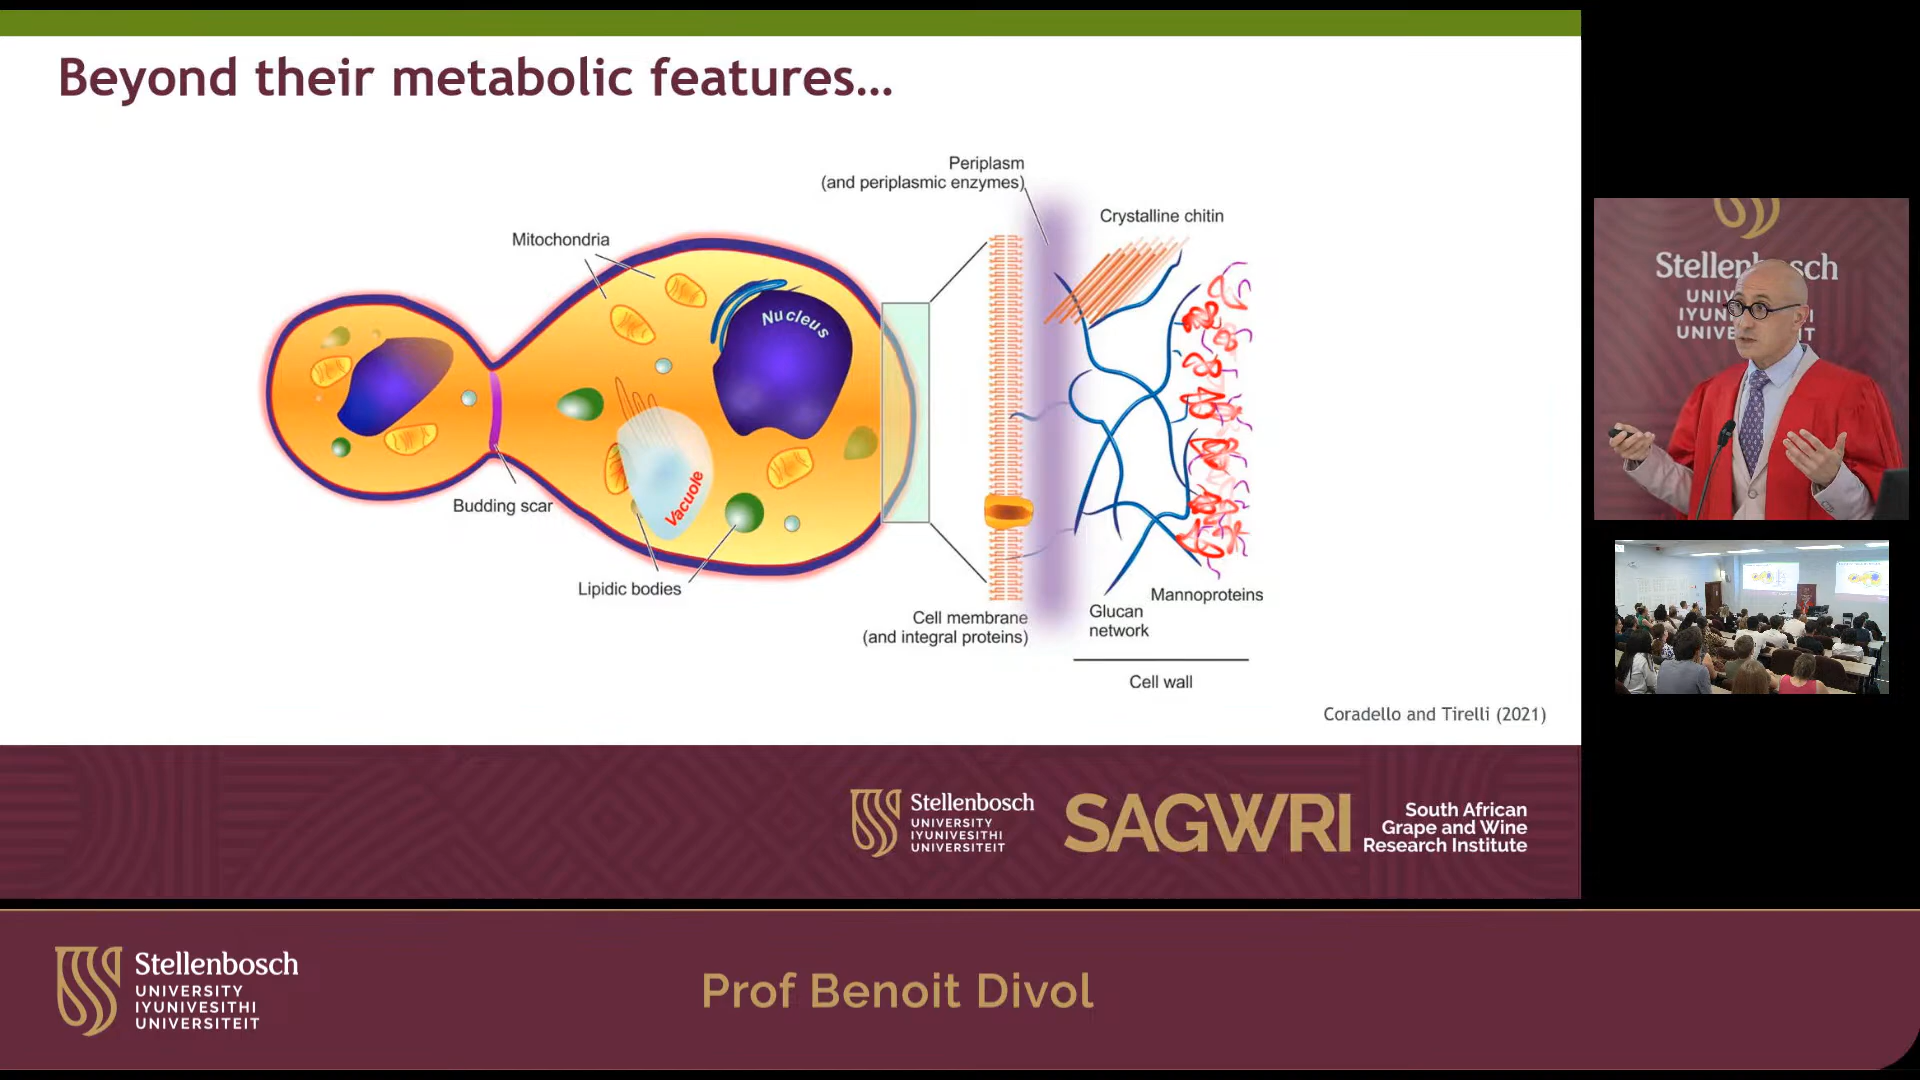 Beyond their metabolic features...
Periplasm
(and periplasmic enzymes)
Crystalline chitin
Mitochondria
Nucleus
Vacuole
Budding scar
Lipidic bodies
Cell membrane
(and integral proteins)
Glucan
network
Mannoproteins
Cell wall
Coradello and Tirelli (2021)
Stellenbosch
UNIVERSITY
IYUNIVESITHI
UNIVERSITEIT
SAGWRI
South African
Grape and Wine
Research Institute
Stellenbosch
UNIVERSITY
IYUNIVESITHI
UNIVERSITEIT
Prof Benoit Divol